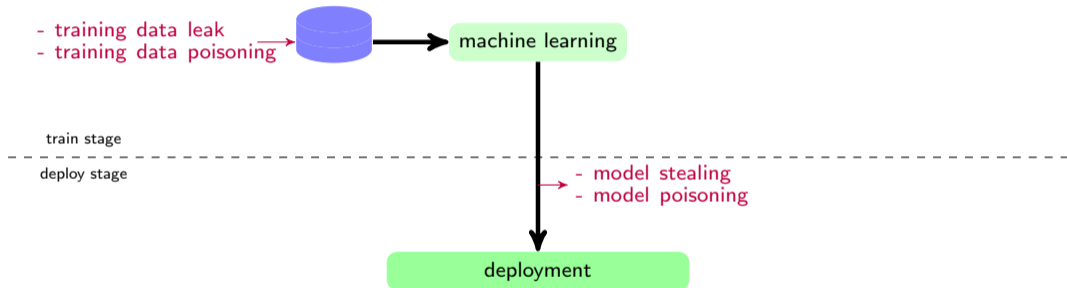 - training data leak
- training data poisoning
machine learning
train stage
deploy stage
- model stealing
- model poisoning
deployment